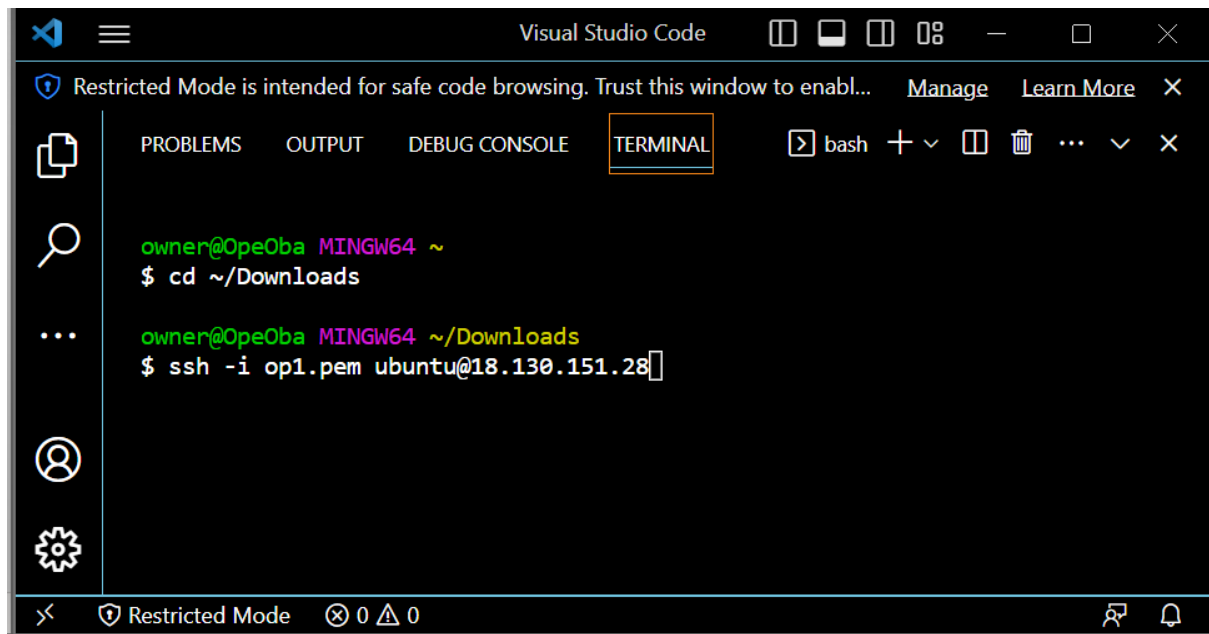 Visual Studio Code
Restricted Mode is intended for safe code browsing. Trust this window to enabl... Manage Learn More
PROBLEMS OUTPUT DEBUG CONSOLE TERMINAL bash
owner@OpeOba MINGW64 ~
$ cd ~/Downloads
owner@OpeOba MINGW64 ~/Downloads
$ ssh -i op1.pem ubuntu@18.130.151.28
Restricted Mode 0 0